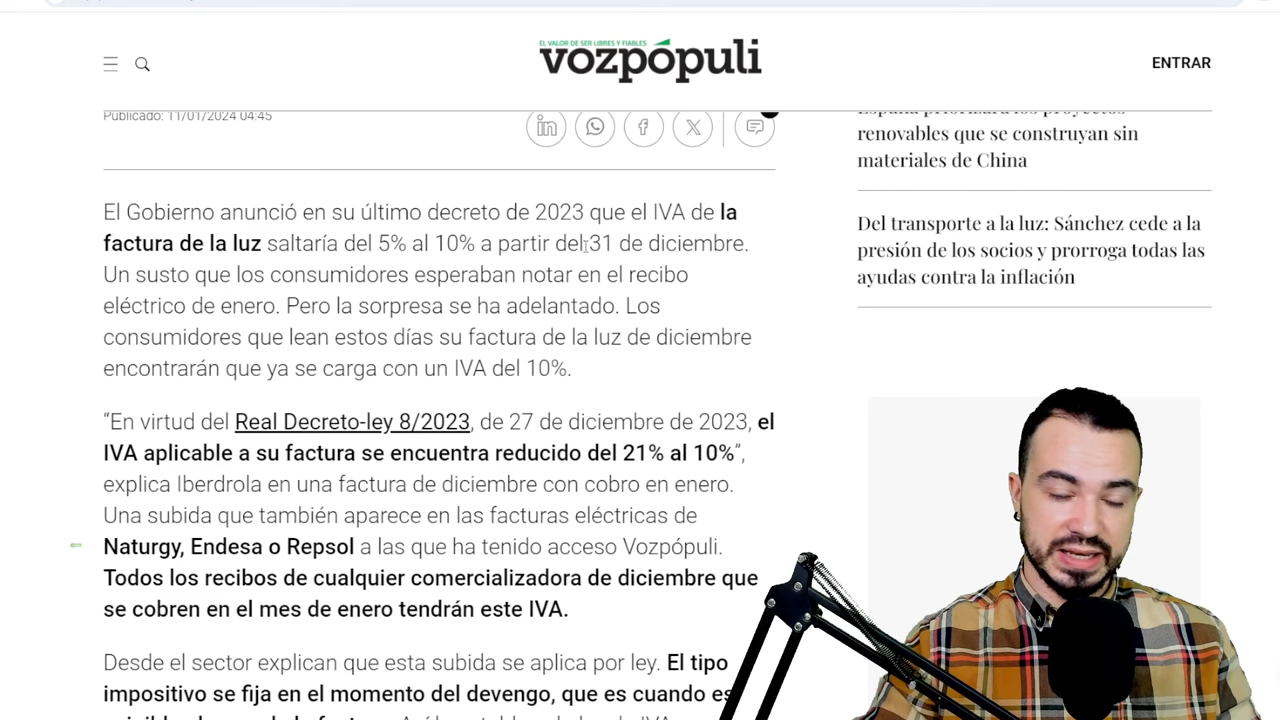 EL VALOR DE SER LIBRES Y FIABLES
vozpópuli
ENTRAR
Publicado: 11/01/2024 04:45
in
f
X
El Gobierno anunció en su último decreto de 2023 que el IVA de la
factura de la luz saltaría del 5% al 10% a partir del 31 de diciembre.
Un susto que los consumidores esperaban notar en el recibo
eléctrico de enero. Pero la sorpresa se ha adelantado. Los
consumidores que lean estos días su factura de la luz de diciembre
encontrarán que ya se carga con un IVA del 10%.
“En virtud del Real Decreto-ley 8/2023, de 27 de diciembre de 2023, el
IVA aplicable a su factura se encuentra reducido del 21% al 10%”,
explica Iberdrola en una factura de diciembre con cobro en enero.
Una subida que también aparece en las facturas eléctricas de
Naturgy, Endesa o Repsol a las que ha tenido acceso Vozpópuli.
Todos los recibos de cualquier comercializadora de diciembre que
se cobren en el mes de enero tendrán este IVA.
Desde el sector explican que esta subida se aplica por ley. El tipo
impositivo se fija en el momento del devengo, que es cuando es
España priorizará los proyectos
renovables que se construyan sin
materiales de China
Del transporte a la luz: Sánchez cede a la
presión de los socios y prorroga todas las
ayudas contra la inflación